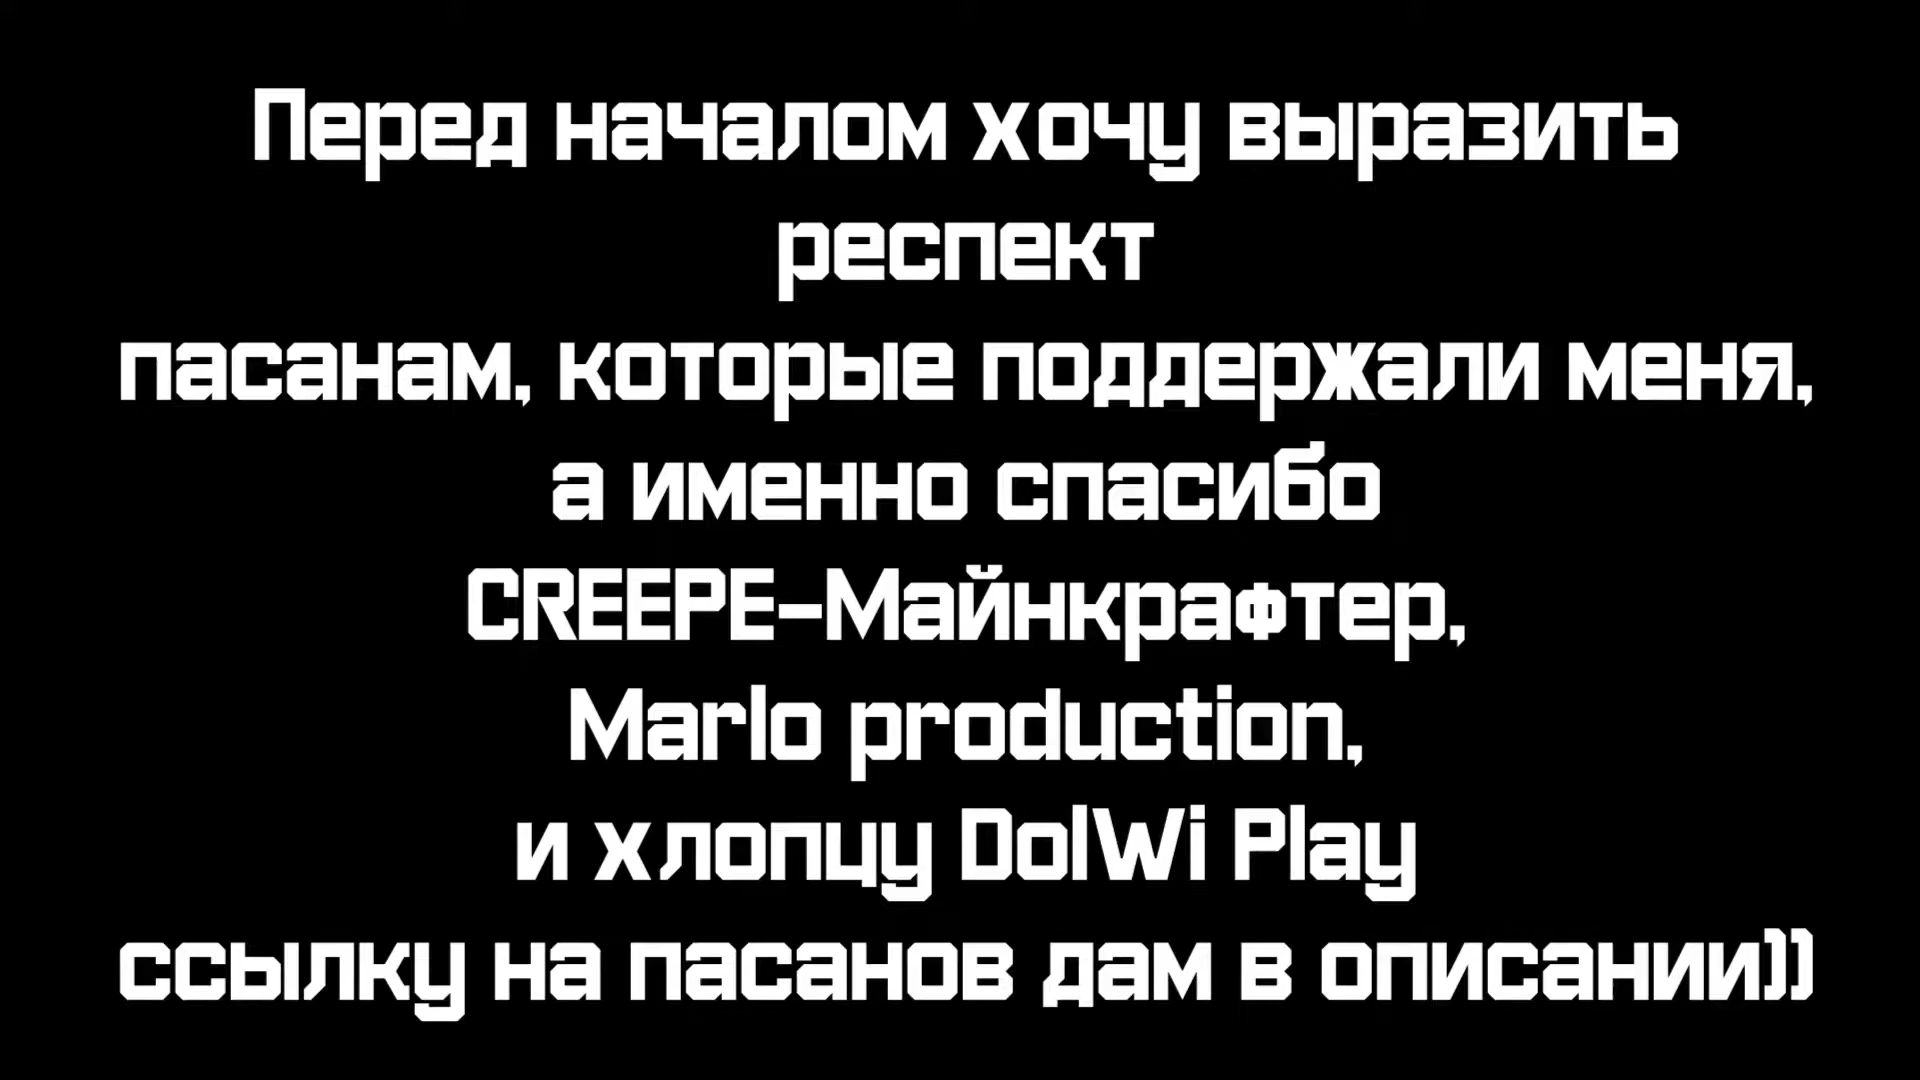 Перед началом хочу выразить
респект
пасанам, которые поддержали меня,
а именно спасибо
CREEPE-Майнкрафтер,
Marlo production,
и хлопцу DolWi Play
ссылку на пасанов дам в описании))